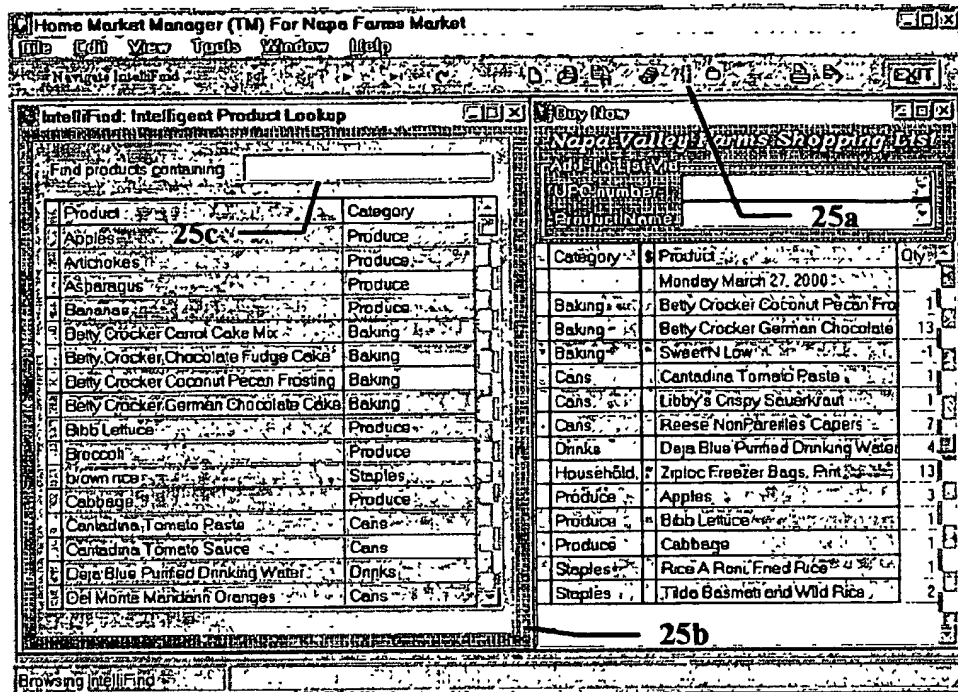 Home Market Manager (TM) For Napa Farms Market
File Edit View Tools Window Help
Navigate IntelliFind
EXIT
IntelliFind: Intelligent Product Lookup
Find products containing
25c
Product Category
Apples Produce
Artichokes Produce
Asparagus Produce
Bananas Produce
Betty Crocker Carrot Cake Mix Baking
Betty Crocker Chocolate Fudge Cake Baking
Betty Crocker Coconut Pecan Frosting Baking
Betty Crocker German Chocolate Cake Baking
Bibb Lettuce Produce
Broccoli Produce
brown rice Staples
Cabbage Produce
Cantadina Tomato Paste Cans
Cantadina Tomato Sauce Cans
Deja Blue Purified Drinking Water Drinks
Del Monte Mandarin Oranges Cans
Buy Now
Napa Valley Farms Shopping List
Add To List Via
UPC number
Product Name
25a
Category $ Product Qty
Monday March 27, 2000
Baking Betty Crocker Coconut Pecan Fro 1
Baking Betty Crocker German Chocolate 13
Baking Sweet'N Low 1
Cans Cantadina Tomato Paste 1
Cans Libby's Crispy Sauerkraut 1
Cans Reese NonPareilles Capers 7
Drinks Deja Blue Purified Drinking Water 4
Household Ziploc Freezer Bags, Pint 13
Produce Apples 3
Produce Bibb Lettuce 1
Produce Cabbage 1
Staples Rice A Roni, Fried Rice 1
Staples Tilda Basmati and Wild Rice 2
25b
Browsing IntelliFind